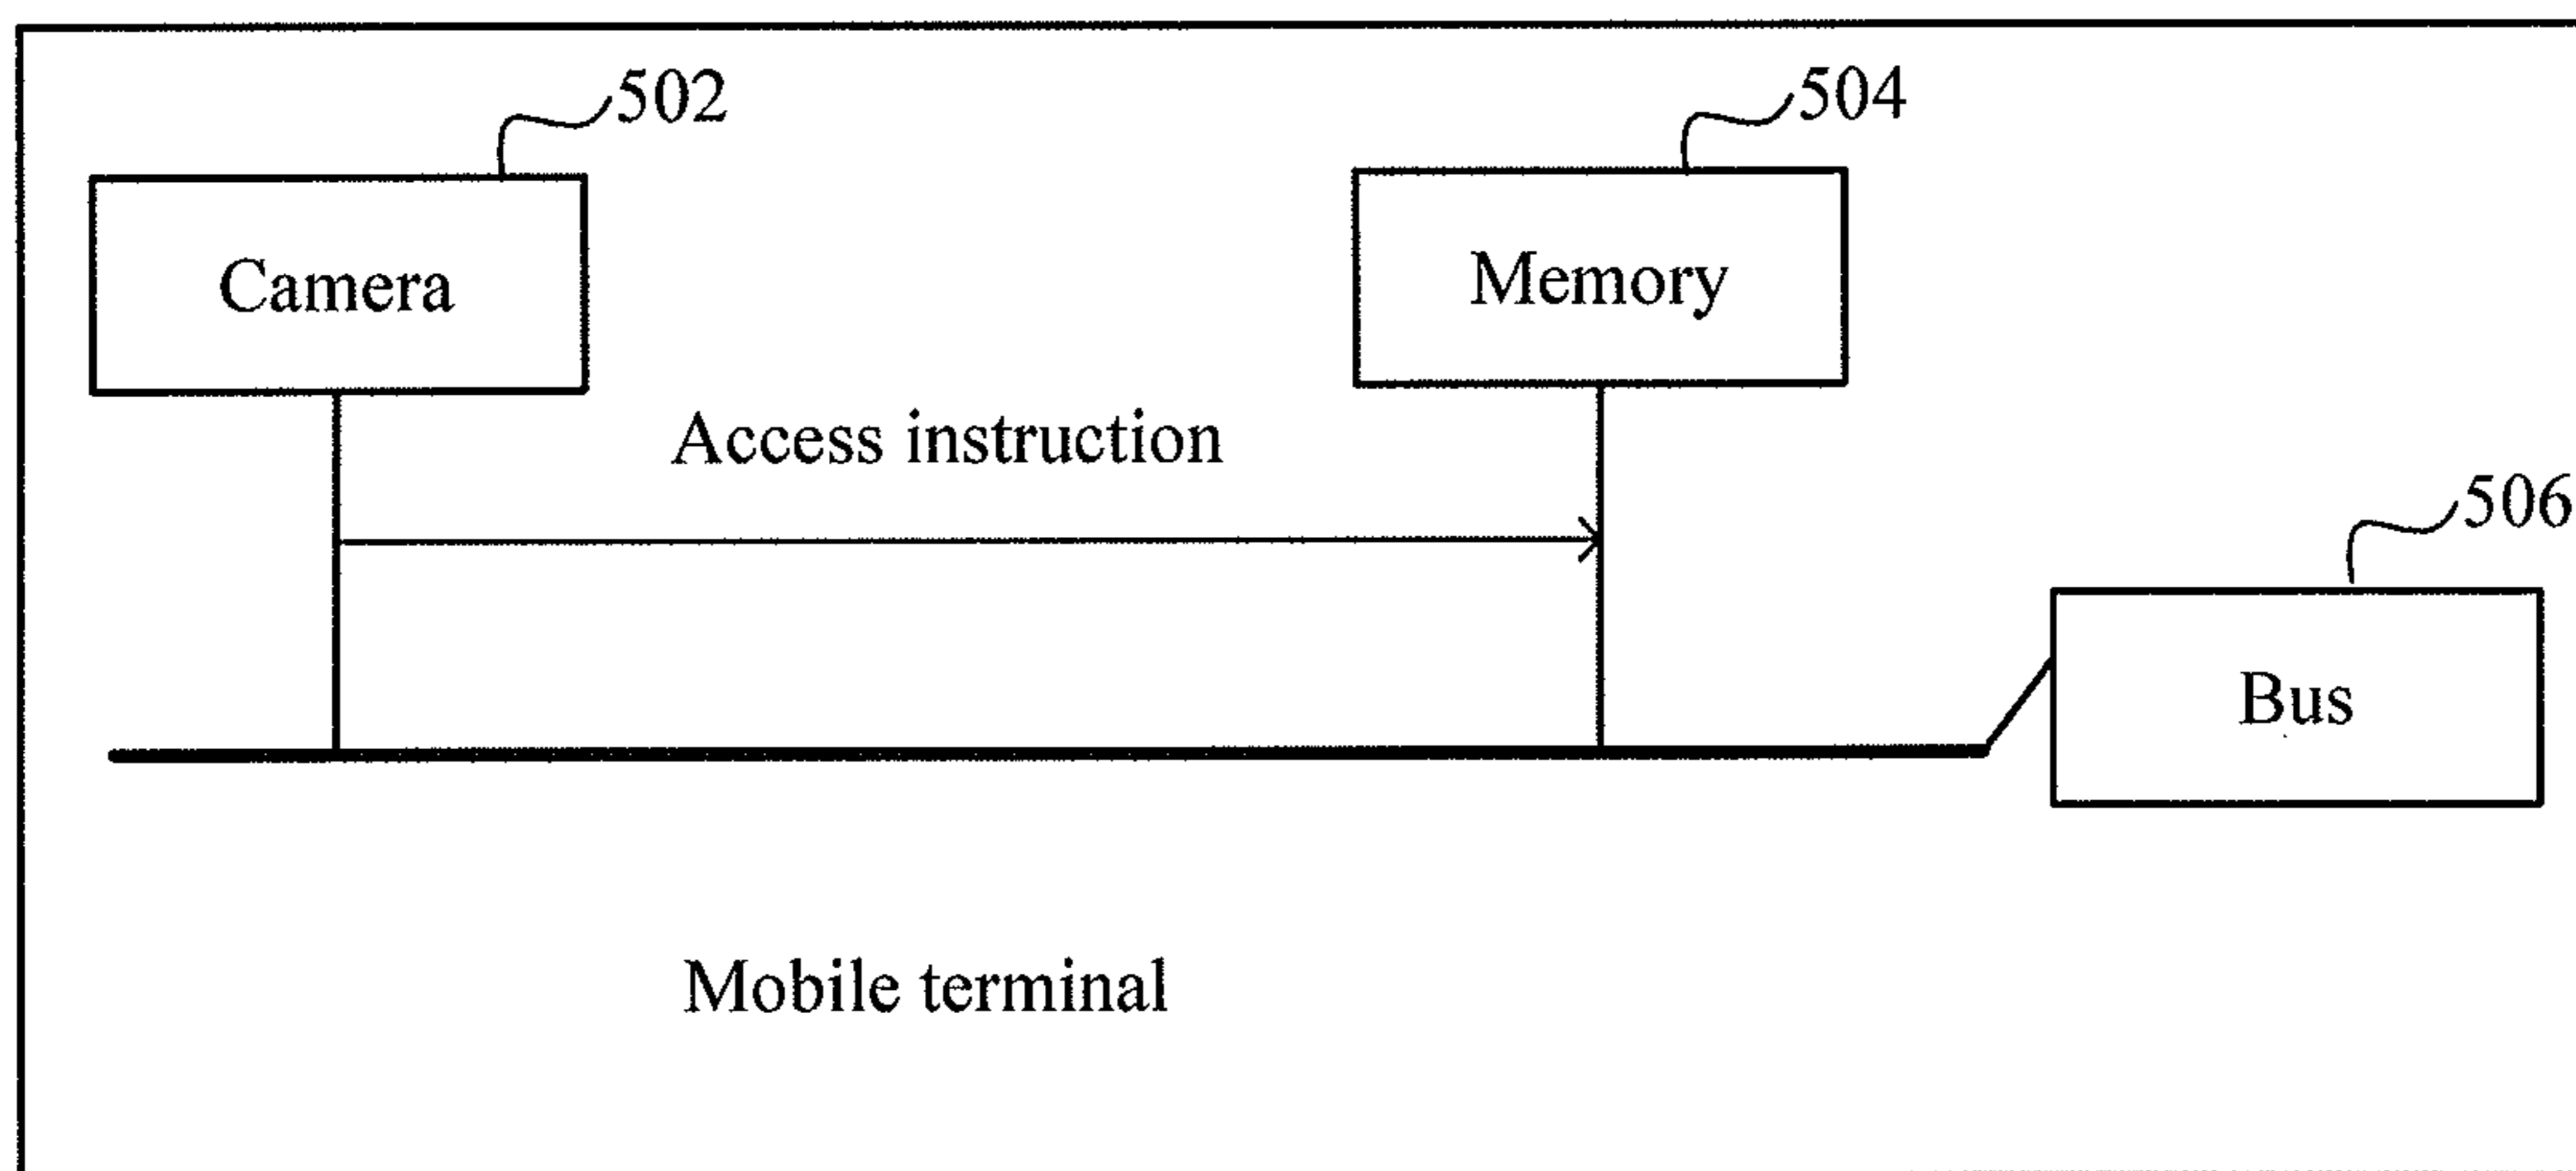 502
504
Camera
Memory
Access instruction
506
Bus
Mobile terminal